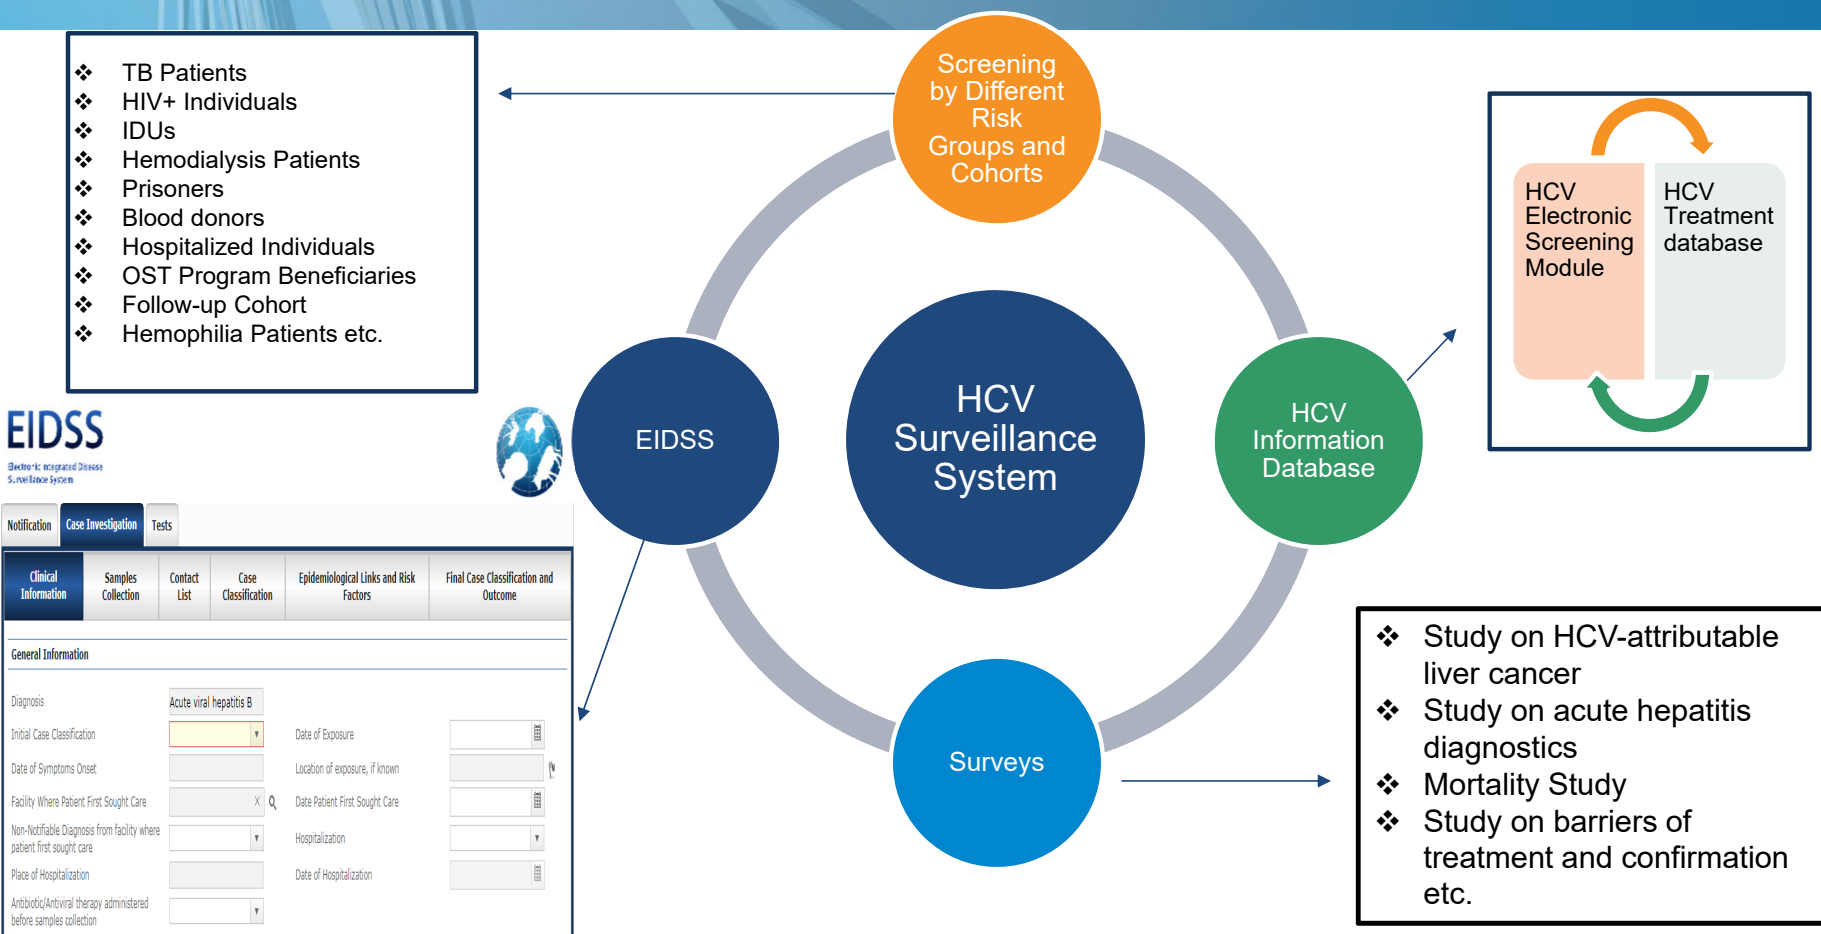 ❖ TB Patients
❖ HIV+ Individuals
❖ IDUs
❖ Hemodialysis Patients
❖ Prisoners
❖ Blood donors
❖ Hospitalized Individuals
❖ OST Program Beneficiaries
❖ Follow-up Cohort
❖ Hemophilia Patients etc.
Screening
by Different
Risk
Groups and
Cohorts
HCV
Electronic
Screening
Module
HCV
Treatment
database
EIDSS
HCV
Surveillance
System
HCV
Information
Database
Surveys
❖ Study on HCV-attributable
liver cancer
❖ Study on acute hepatitis
diagnostics
❖ Mortality Study
❖ Study on barriers of
treatment and confirmation
etc.
EIDSS
Electronic Integrated Disease
Surveillance System
Notification Case Investigation Tests
Clinical
Information
Samples
Collection
Contact
List
Case
Classification
Epidemiological Links and Risk
Factors
Final Case Classification and
Outcome
General Information
Diagnosis Acute viral hepatitis B
Initial Case Classification Date of Exposure
Date of Symptoms Onset Location of exposure, if known
Facility Where Patient First Sought Care Date Patient First Sought Care
Non-Notifiable Diagnosis from facility where
patient first sought care
Hospitalization
Place of Hospitalization Date of Hospitalization
Antibiotic/Antiviral therapy administered
before samples collection